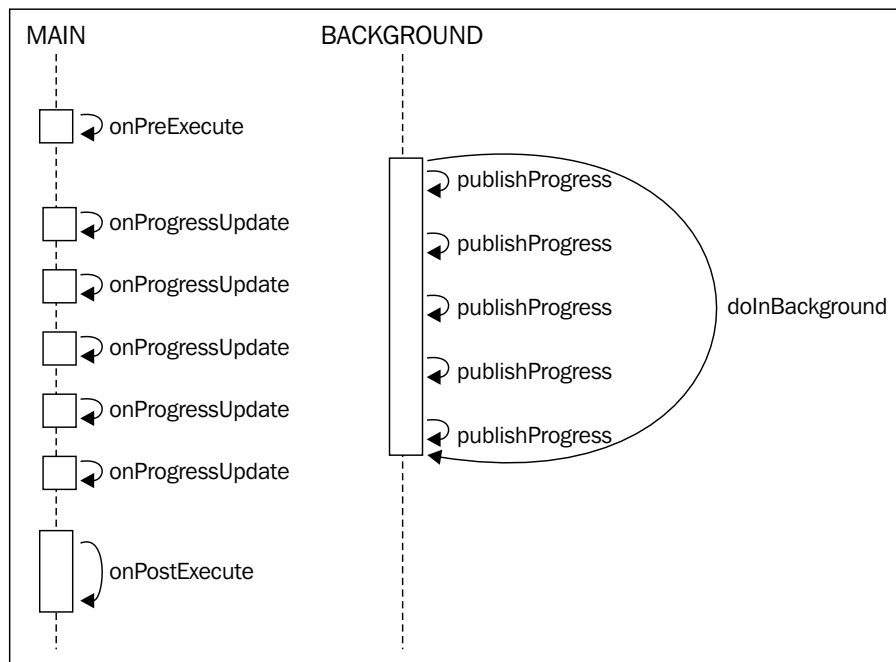 MAIN
BACKGROUND
onPreExecute
publishProgress
onProgressUpdate
publishProgress
onProgressUpdate
publishProgress
doInBackground
onProgressUpdate
publishProgress
onProgressUpdate
publishProgress
onProgressUpdate
onPostExecute